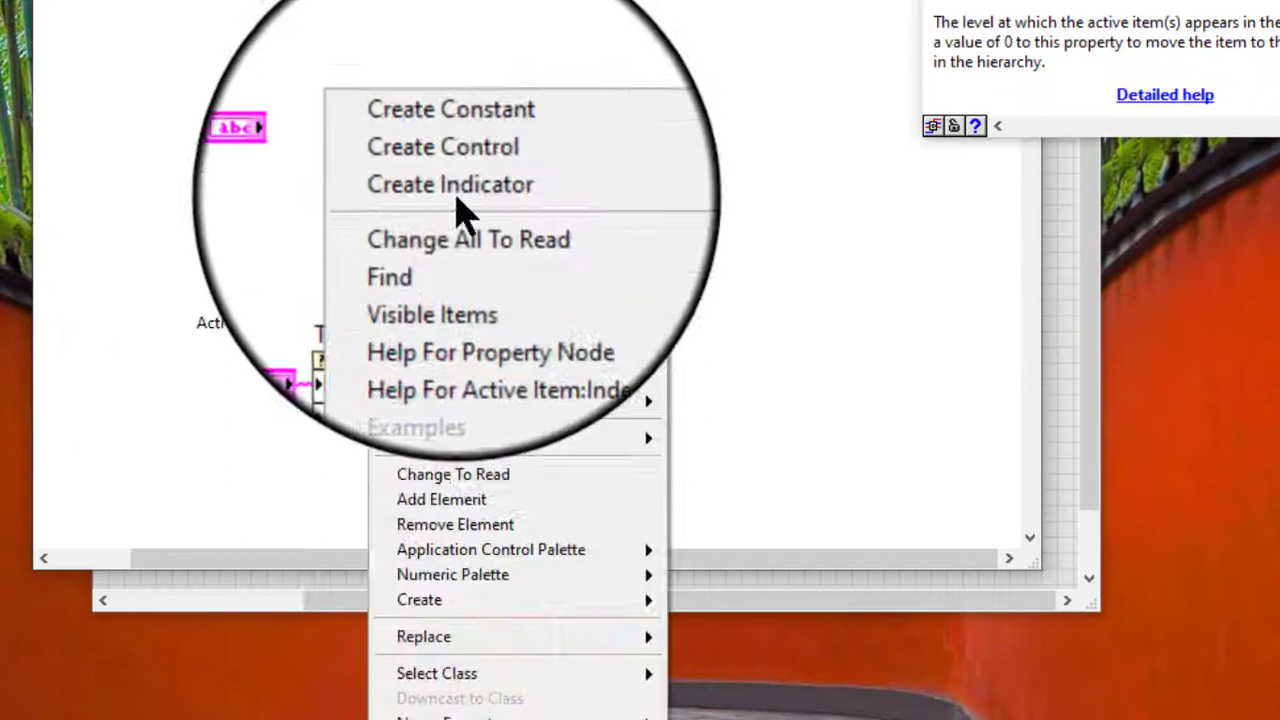 The level at which the active item(s) appears in the
a value of 0 to this property to move the item to th
in the hierarchy.
Detailed help
abc
Create Constant
Create Control
Create Indicator
Change All To Read
Find
Visible Items
Help For Property Node
Help For Active Item:Inde
Examples
Acti
T
?
Change To Read
Add Element
Remove Element
Application Control Palette
Numeric Palette
Create
Replace
Select Class
Downcast to Class